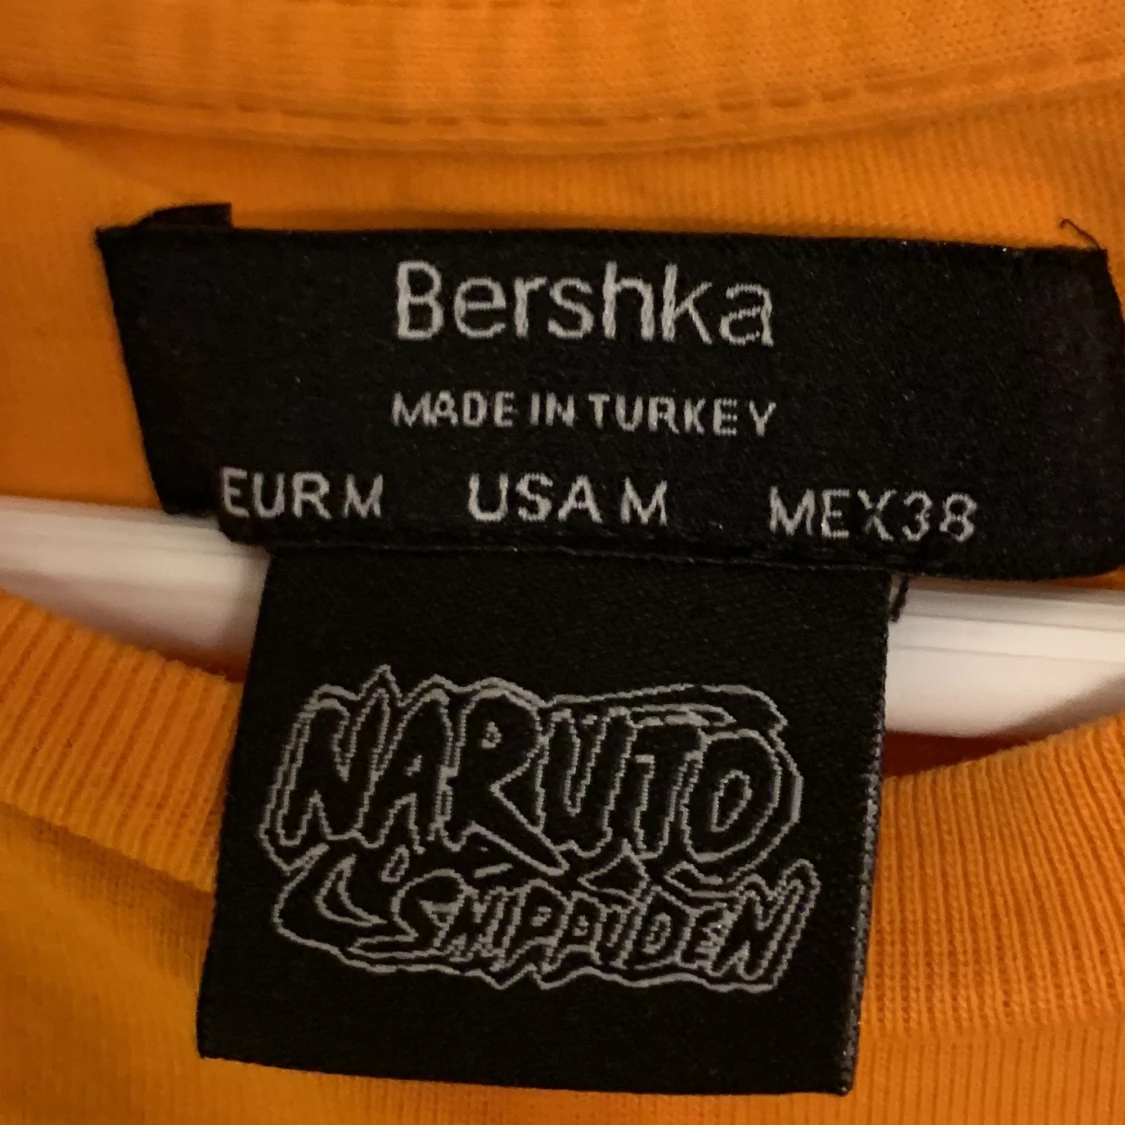 Bershka
MADE IN TURKEY
EUR M USA M MEX 38
NARUTO
SHIPPUDEN